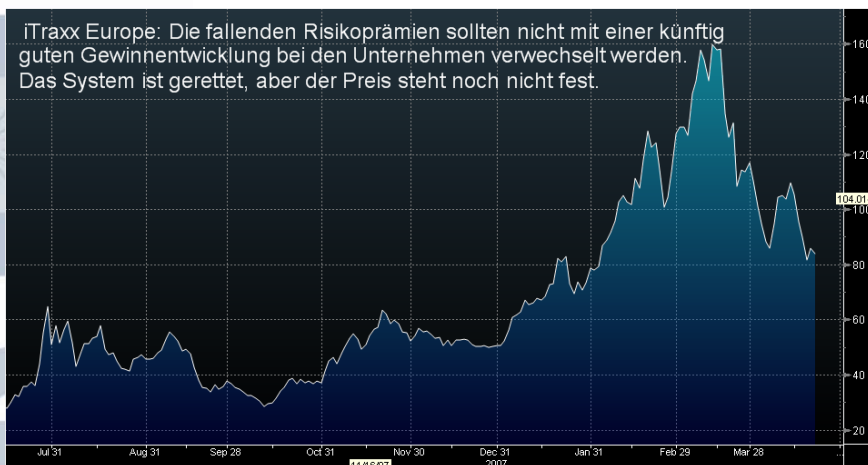 iTraxx Europe: Die fallenden Risikoprämien sollten nicht mit einer künftig
guten Gewinnentwicklung bei den Unternehmen verwechselt werden.
Das System ist gerettet, aber der Preis steht noch nicht fest.
160
140
120
104.01
100
80
60
40
20
Jul 31 Aug 31 Sep 28 Oct 31 Nov 30 Dec 31 Jan 31 Feb 29 Mar 28
11/16/07 2007